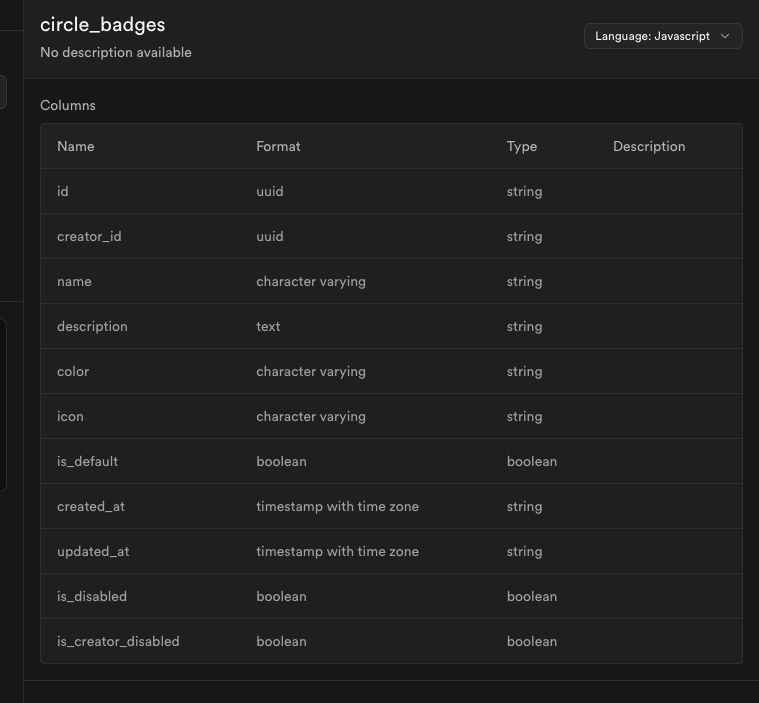 circle_badges
No description available
Language: Javascript
Columns
Name Format Type Description
id uuid string
creator_id uuid string
name character varying string
description text string
color character varying string
icon character varying string
is_default boolean boolean
created_at timestamp with time zone string
updated_at timestamp with time zone string
is_disabled boolean boolean
is_creator_disabled boolean boolean